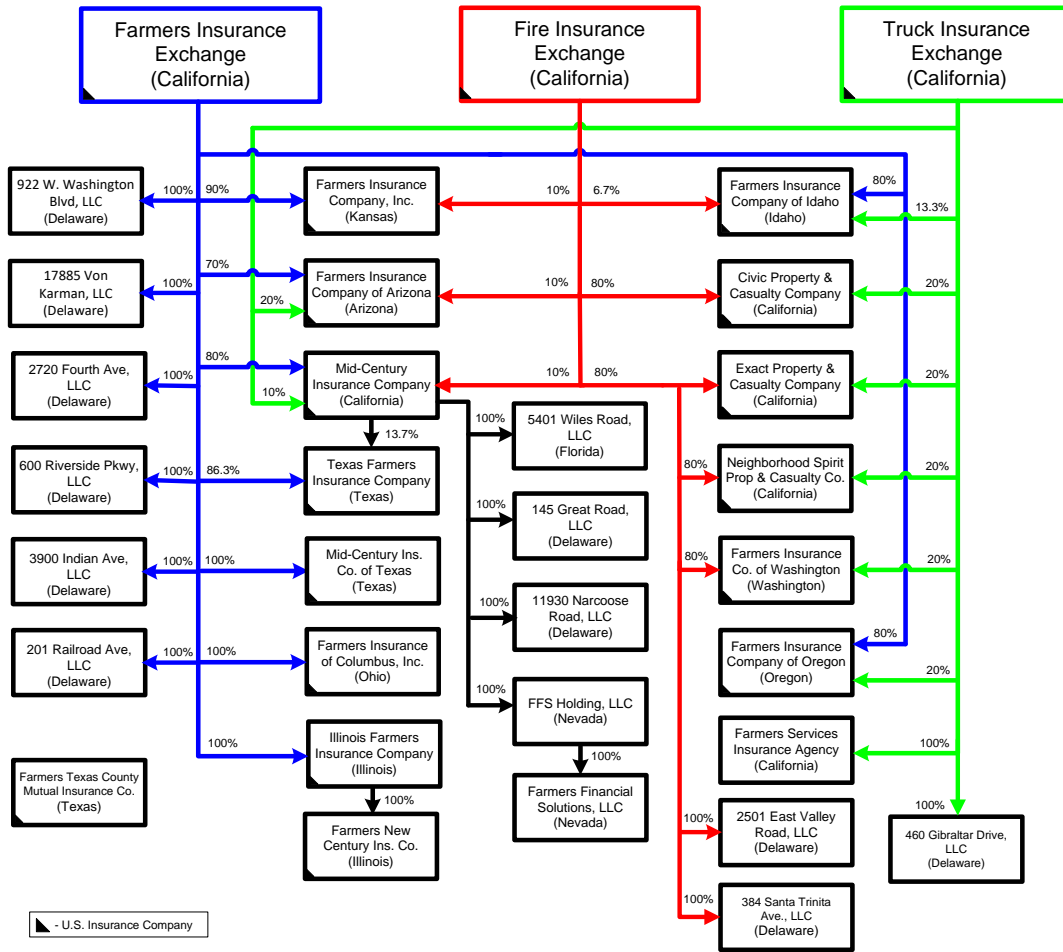 Farmers Insurance
Exchange
(California)
Fire Insurance
Exchange
(California)
Truck Insurance
Exchange
(California)
922 W. Washington
Blvd, LLC
(Delaware)
100%
90%
Farmers Insurance
Company, Inc.
(Kansas)
10%
6.7%
Farmers Insurance
Company of Idaho
(Idaho)
80%
13.3%
17885 Von
Karman, LLC
(Delaware)
100%
70%
20%
Farmers Insurance
Company of Arizona
(Arizona)
10%
80%
Civic Property &
Casualty Company
(California)
20%
2720 Fourth Ave,
LLC
(Delaware)
100%
80%
10%
Mid-Century
Insurance Company
(California)
10%
80%
Exact Property &
Casualty Company
(California)
20%
13.7%
100%
5401 Wiles Road,
LLC
(Florida)
600 Riverside Pkwy,
LLC
(Delaware)
100%
86.3%
Texas Farmers
Insurance Company
(Texas)
80%
Neighborhood Spirit
Prop & Casualty Co.
(California)
20%
100%
145 Great Road,
LLC
(Delaware)
3900 Indian Ave,
LLC
(Delaware)
100%
100%
Mid-Century Ins.
Co. of Texas
(Texas)
80%
Farmers Insurance
Co. of Washington
(Washington)
20%
100%
11930 Narcoose
Road, LLC
(Delaware)
201 Railroad Ave,
LLC
(Delaware)
100%
100%
Farmers Insurance
of Columbus, Inc.
(Ohio)
Farmers Insurance
Company of Oregon
(Oregon)
80%
20%
100%
FFS Holding, LLC
(Nevada)
100%
Illinois Farmers
Insurance Company
(Illinois)
Farmers Services
Insurance Agency
(California)
100%
Farmers Texas County
Mutual Insurance Co.
(Texas)
100%
Farmers New
Century Ins. Co.
(Illinois)
100%
Farmers Financial
Solutions, LLC
(Nevada)
100%
2501 East Valley
Road, LLC
(Delaware)
100%
460 Gibraltar Drive,
LLC
(Delaware)
100%
384 Santa Trinita
Ave., LLC
(Delaware)
- U.S. Insurance Company